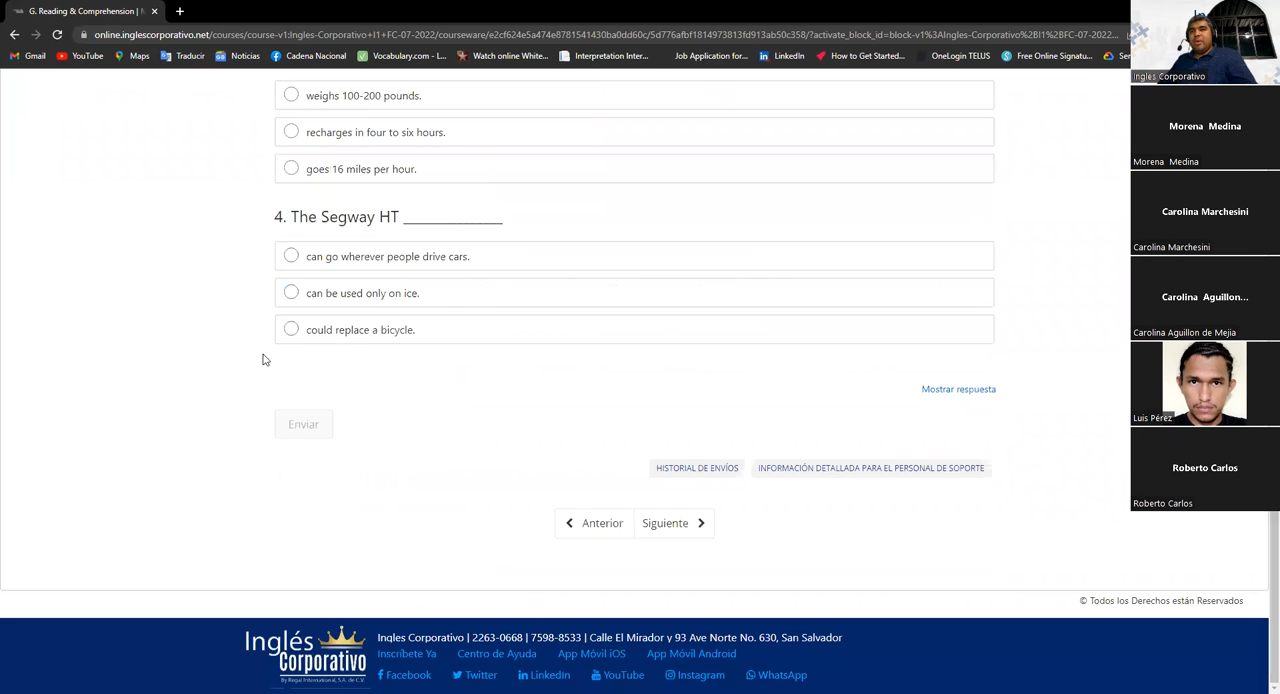 G. Reading & Comprehension | I
online.inglescorporativo.net/courses/course-v1:Ingles-Corporativo+I1+FC-07-2022/courseware/e2cf624e5a474e8781541430ba0dd60c/5d776afbf1814973813fd913ab50c358/?activate_block_id=block-v1%3AIngles-Corporativo%2BI1%2BFC-07-2022...
Gmail YouTube Maps Traducir Noticias Cadena Nacional Vocabulary.com - L... Watch online White... Interpretation Inter... Job Application for... LinkedIn How to Get Started... OneLogin TELUS Free Online Signatu... Ser
weighs 100-200 pounds.
recharges in four to six hours.
goes 16 miles per hour.
4. The Segway HT _______________
can go wherever people drive cars.
can be used only on ice.
could replace a bicycle.
Mostrar respuesta
Enviar
HISTORIAL DE ENVÍOS INFORMACIÓN DETALLADA PARA EL PERSONAL DE SOPORTE
Anterior Siguiente
© Todos los Derechos están Reservados
Inglés
Corporativo
By Regal International, S.A. de C.V.
Ingles Corporativo | 2263-0668 | 7598-8533 | Calle El Mirador y 93 Ave Norte No. 630, San Salvador
Inscríbete Ya Centro de Ayuda App Móvil iOS App Móvil Android
Facebook Twitter LinkedIn YouTube Instagram WhatsApp
Ingles Corporativo
Morena Medina
Morena Medina
Carolina Marchesini
Carolina Marchesini
Carolina Aguillon...
Carolina Aguillon de Mejia
Luis Pérez
Roberto Carlos
Roberto Carlos